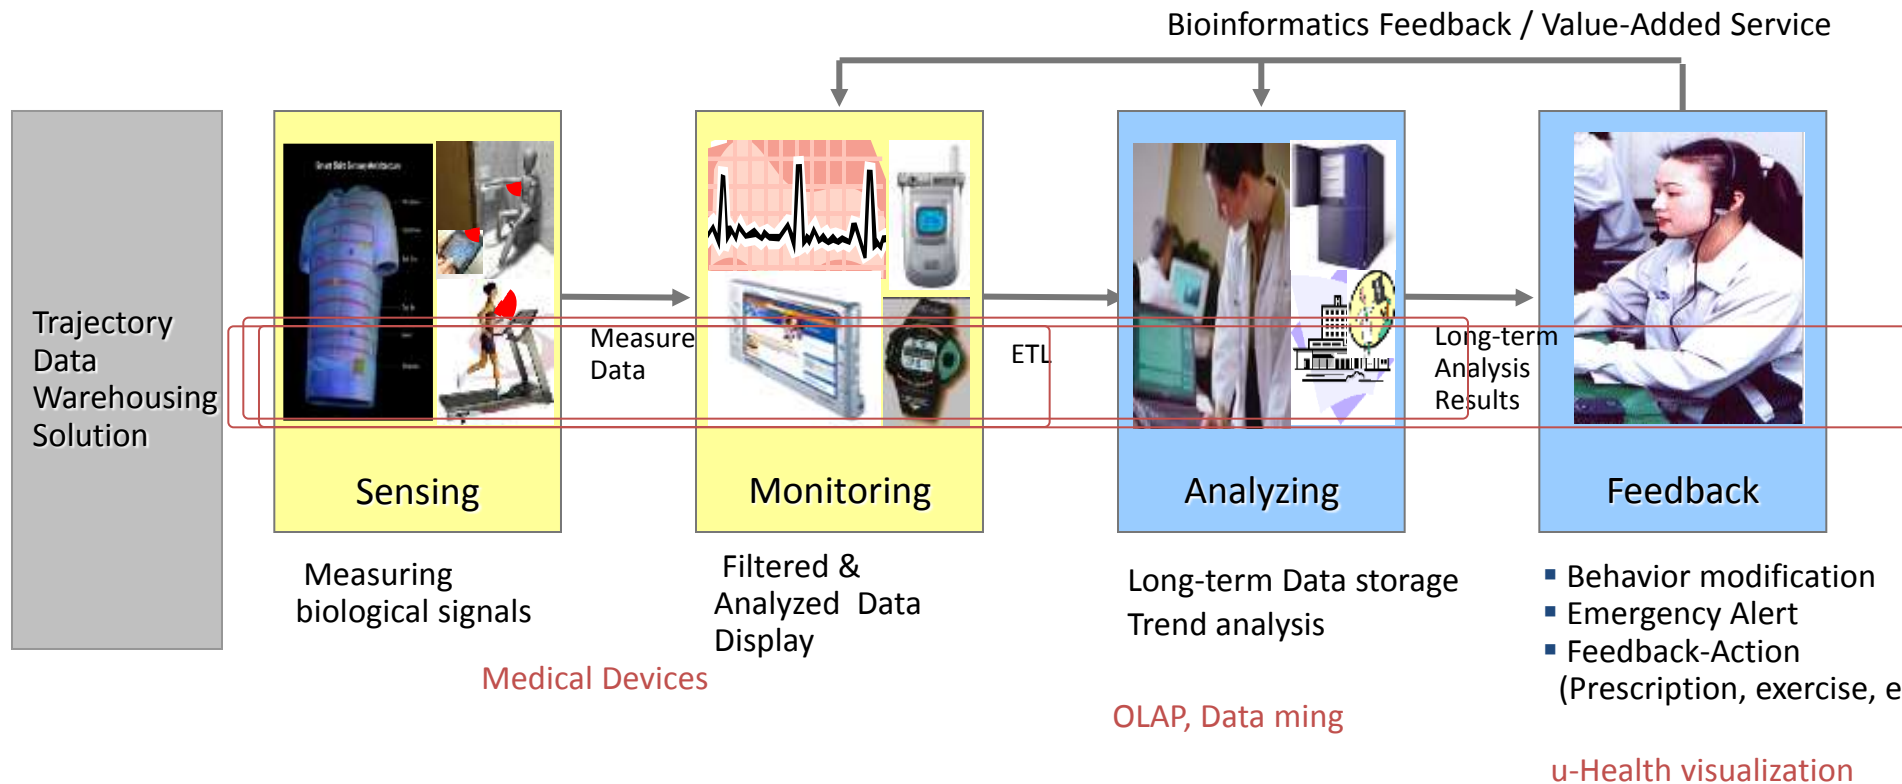 Bioinformatics Feedback / Value-Added Service
Trajectory
Data
Warehousing
Solution
Measure
Data
ETL
Long-term
Analysis
Results
Sensing
Monitoring
Analyzing
Feedback
Measuring
biological signals
Filtered &
Analyzed Data
Display
Long-term Data storage
Trend analysis
▪ Behavior modification
▪ Emergency Alert
▪ Feedback-Action
(Prescription, exercise, e
Medical Devices
OLAP, Data ming
u-Health visualization